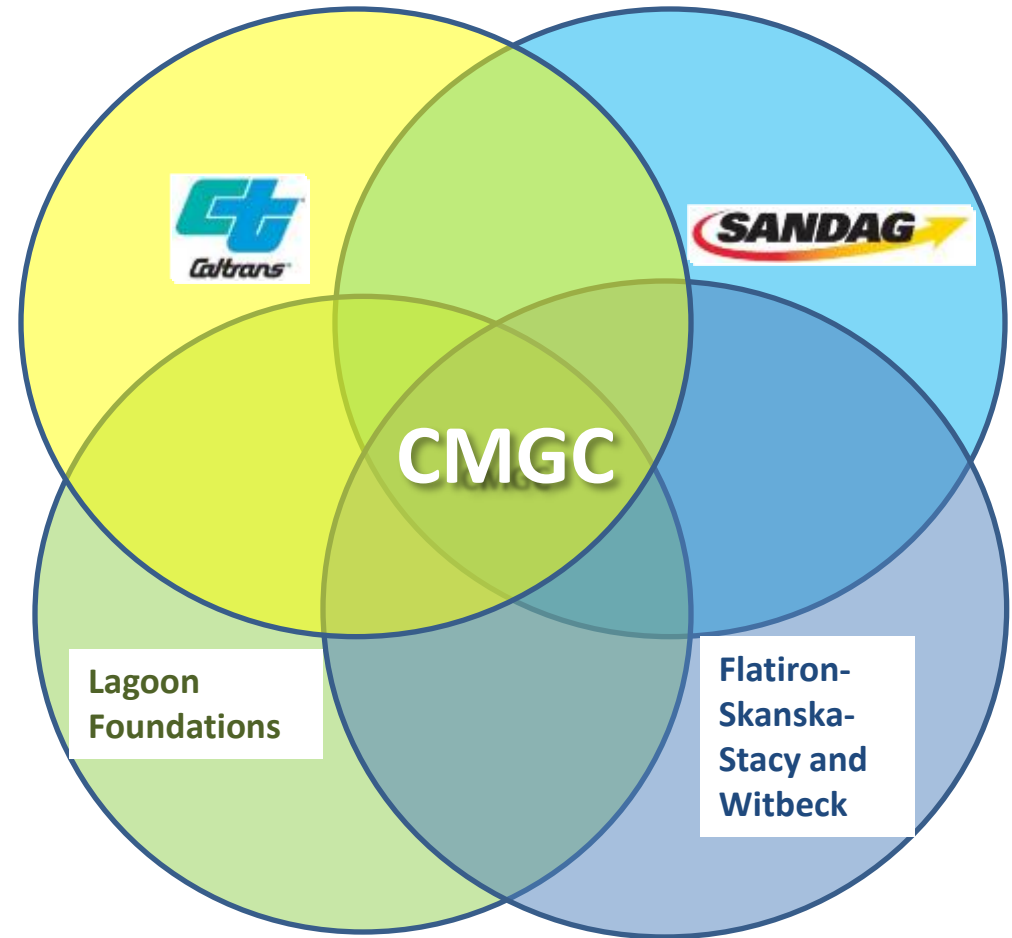 Caltrans
SANDAG
CMGC
Lagoon
Foundations
Flatiron-
Skanska-
Stacy and
Witbeck